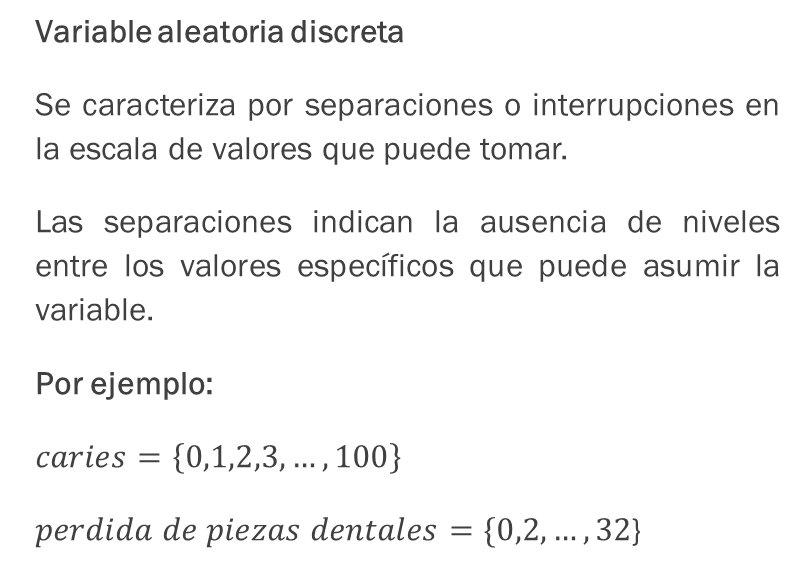 Variable aleatoria discreta
Se caracteriza por separaciones o interrupciones en
la escala de valores que puede tomar.
Las separaciones indican la ausencia de niveles
entre los valores específicos que puede asumir la
variable.
Por ejemplo:
caries = {0,1,2,3, … , 100}
perdida de piezas dentales = {0,2, … , 32}